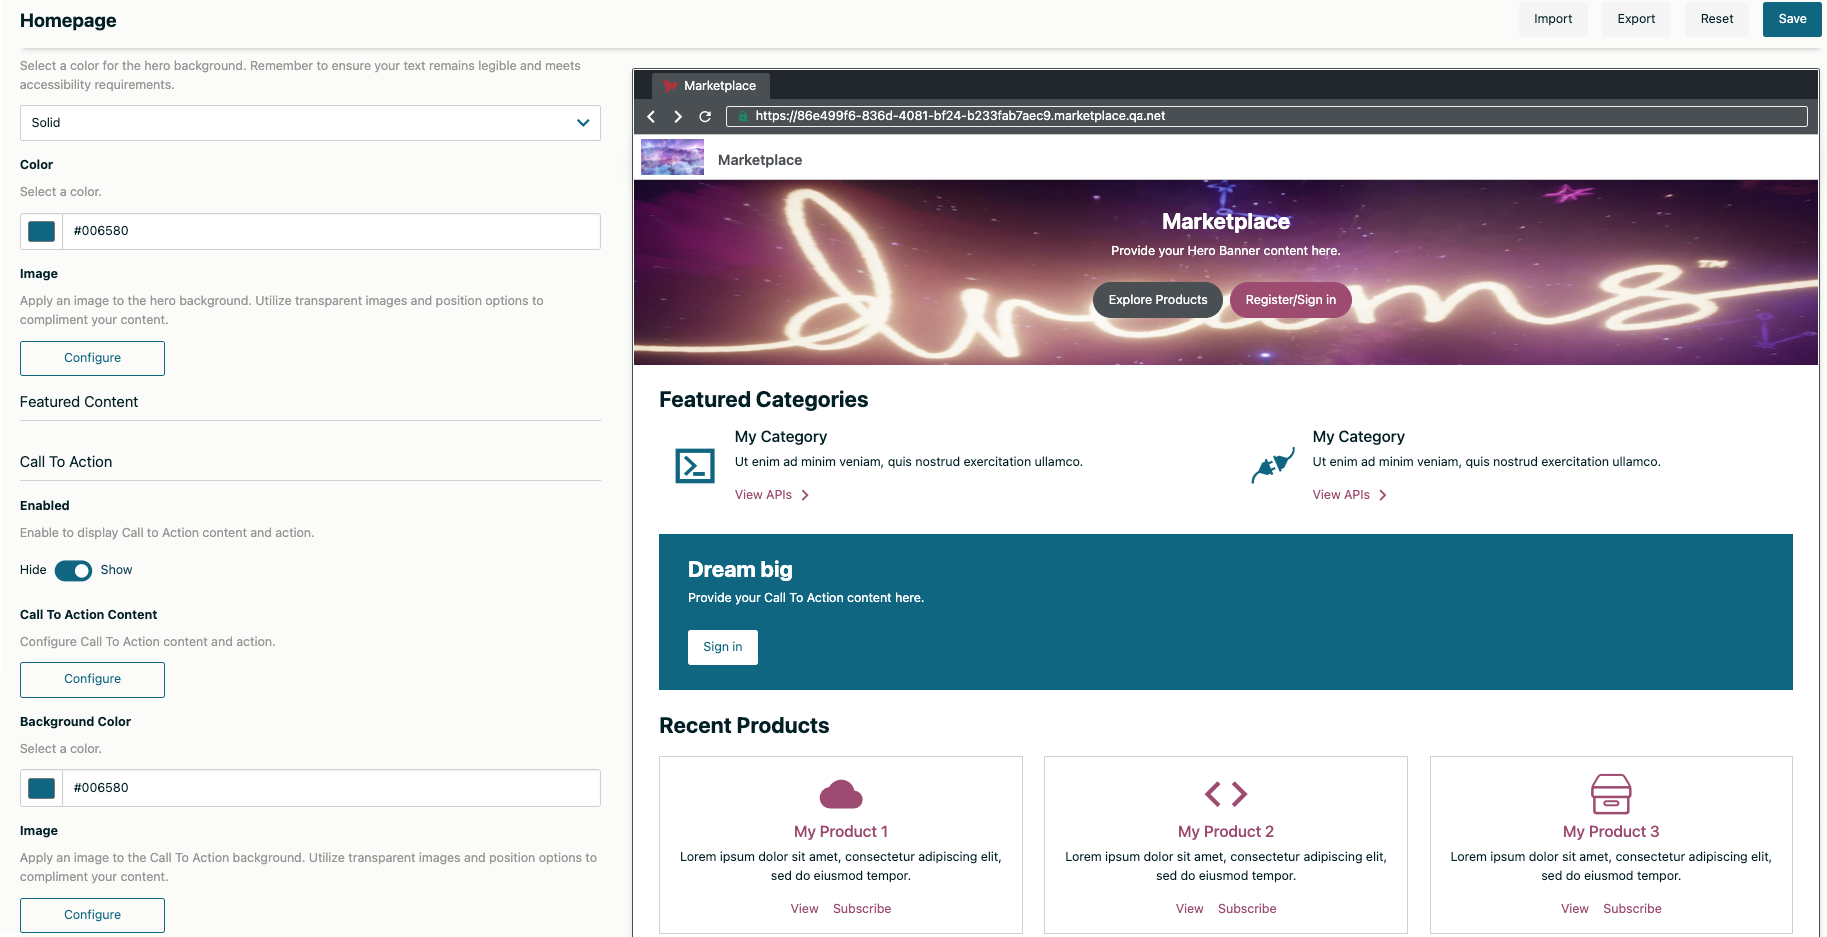 Homepage
Import
Export
Reset
Save
Select a color for the hero background. Remember to ensure your text remains legible and meets
accessibility requirements.
Solid
Color
Select a color.
#006580
Image
Apply an image to the hero background. Utilize transparent images and position options to
compliment your content.
Configure
Featured Content
Call To Action
Enabled
Enable to display Call to Action content and action.
Hide
Show
Call To Action Content
Configure Call To Action content and action.
Configure
Background Color
Select a color.
#006580
Image
Apply an image to the Call To Action background. Utilize transparent images and position options to
compliment your content.
Configure
Marketplace
https://86e499f6-836d-4081-bf24-b233fab7aec9.marketplace.qa.net
Marketplace
dreams™
Marketplace
Provide your Hero Banner content here.
Explore Products
Register/Sign in
Featured Categories
My Category
Ut enim ad minim veniam, quis nostrud exercitation ullamco.
View APIs
My Category
Ut enim ad minim veniam, quis nostrud exercitation ullamco.
View APIs
Dream big
Provide your Call To Action content here.
Sign in
Recent Products
My Product 1
Lorem ipsum dolor sit amet, consectetur adipiscing elit,
sed do eiusmod tempor.
View
Subscribe
My Product 2
Lorem ipsum dolor sit amet, consectetur adipiscing elit,
sed do eiusmod tempor.
View
Subscribe
My Product 3
Lorem ipsum dolor sit amet, consectetur adipiscing elit,
sed do eiusmod tempor.
View
Subscribe